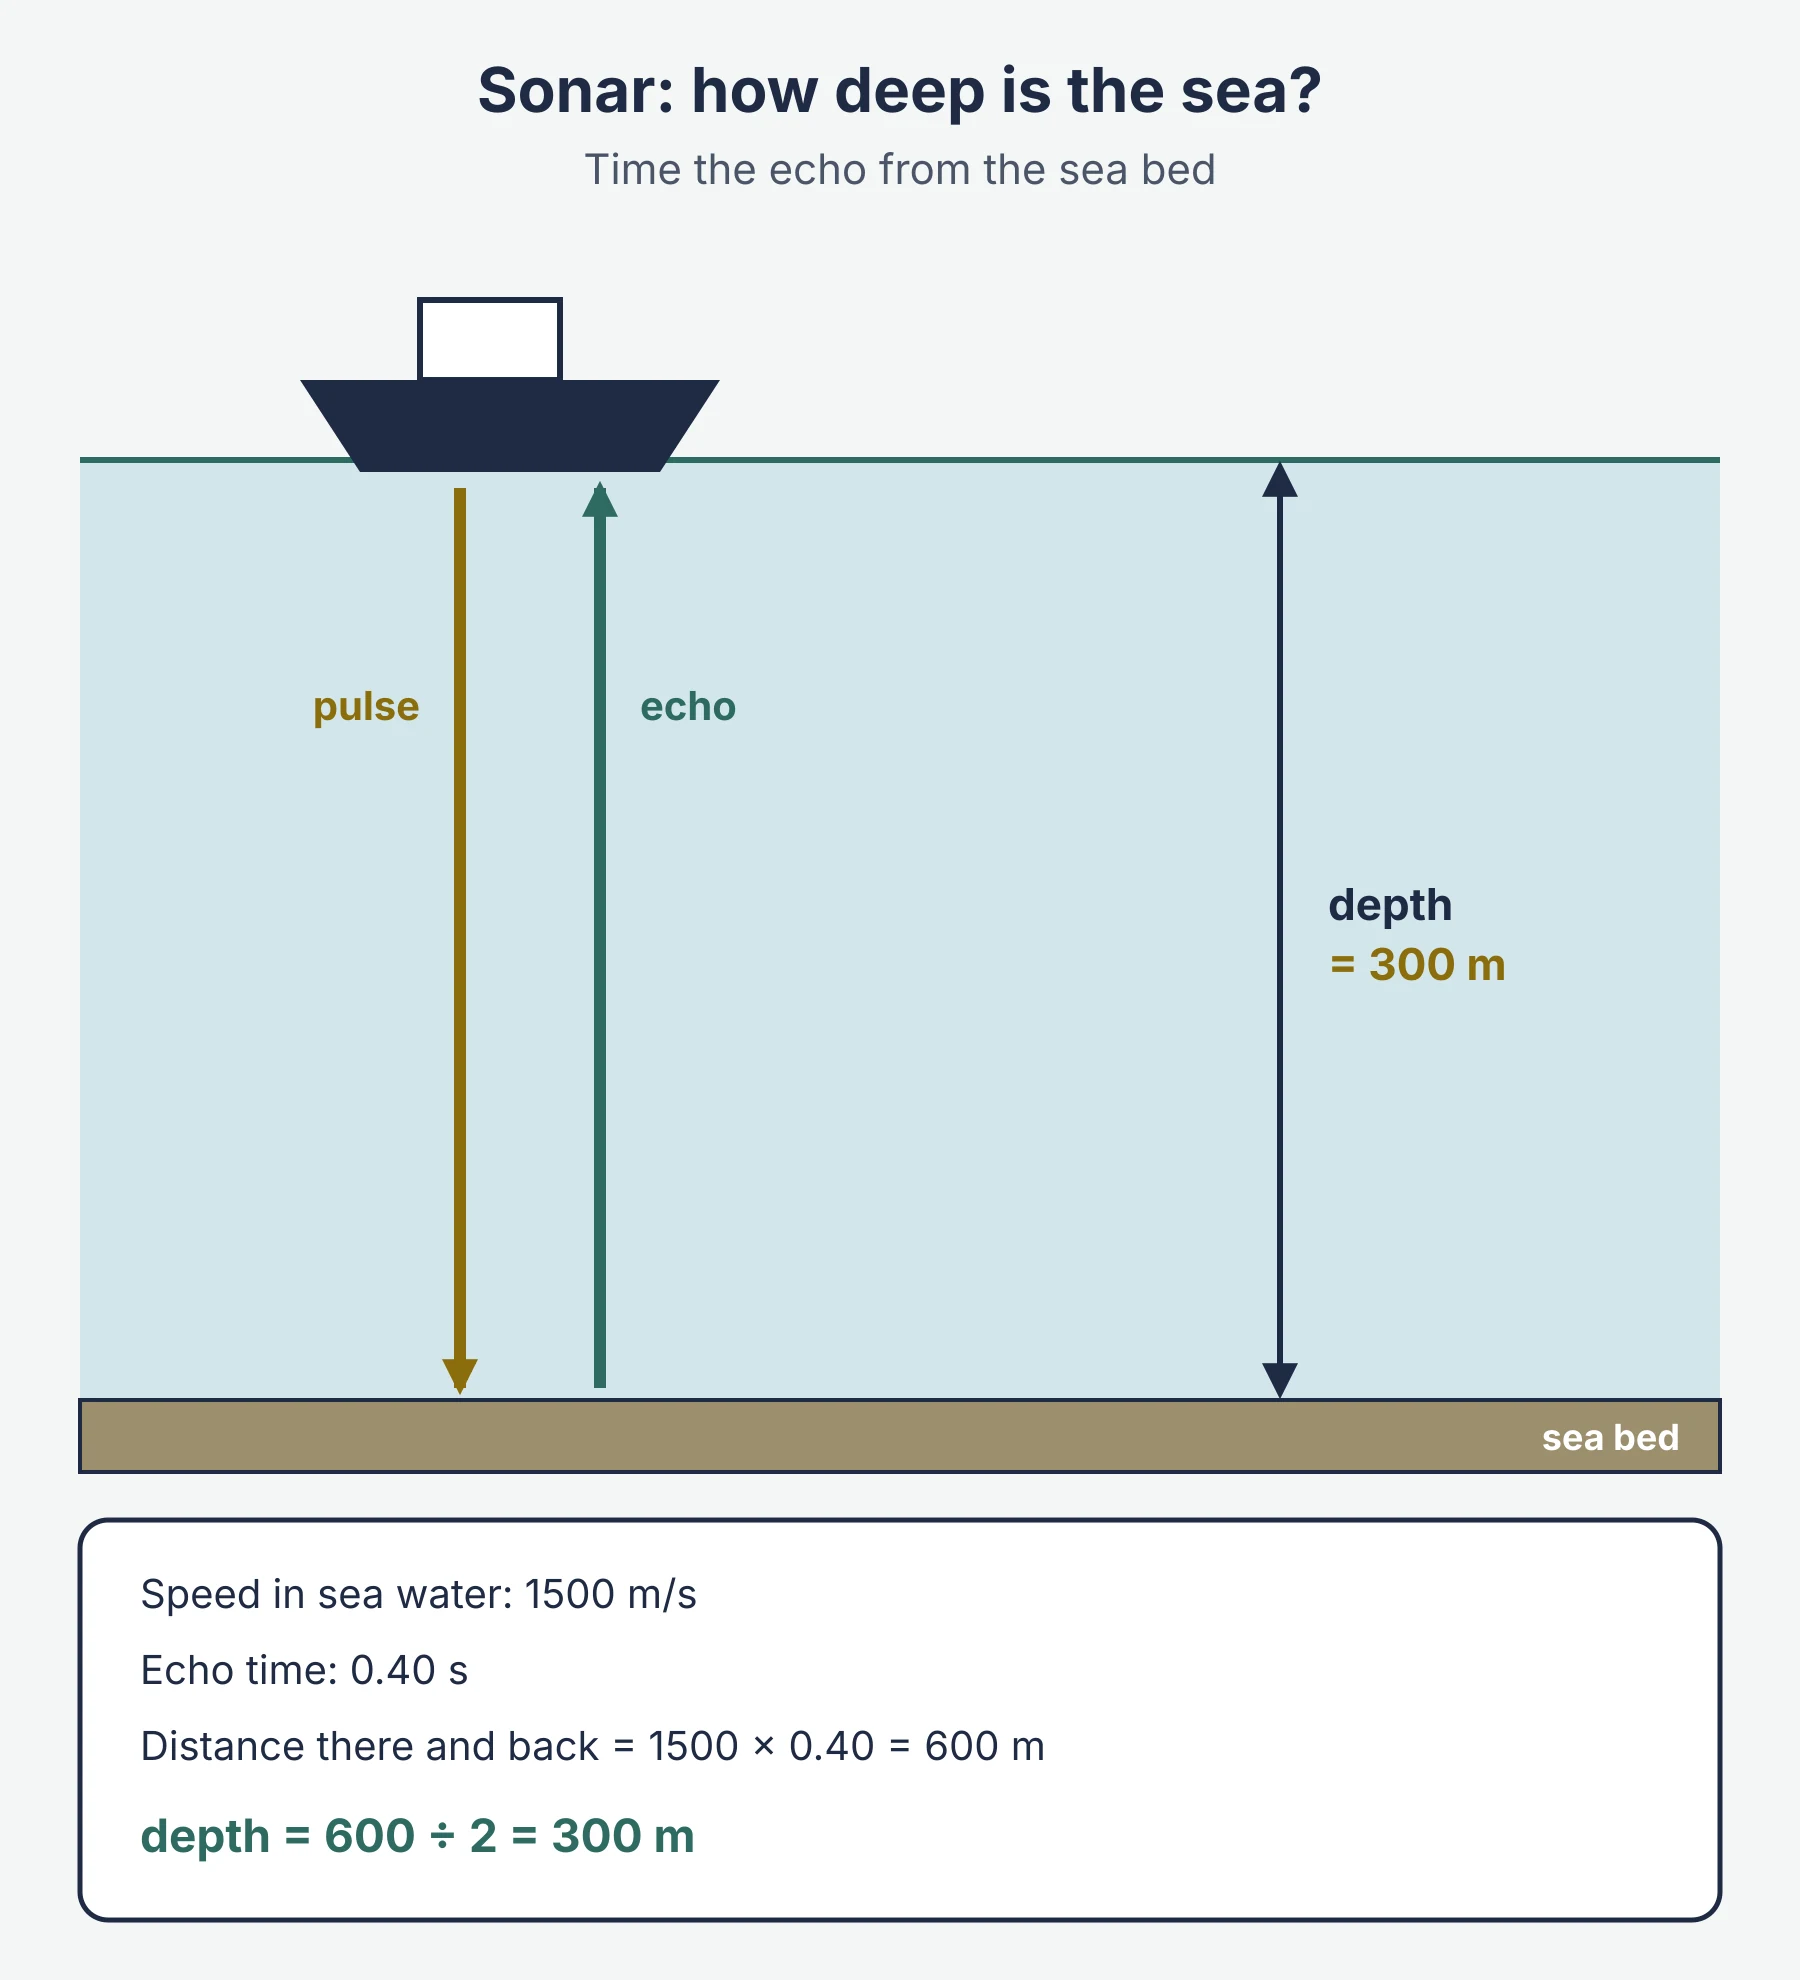 Sonar: how deep is the sea?
Time the echo from the sea bed
pulse
echo
depth
= 300 m
sea bed
Speed in sea water: 1500 m/s
Echo time: 0.40 s
Distance there and back = 1500 × 0.40 = 600 m
depth = 600 ÷ 2 = 300 m